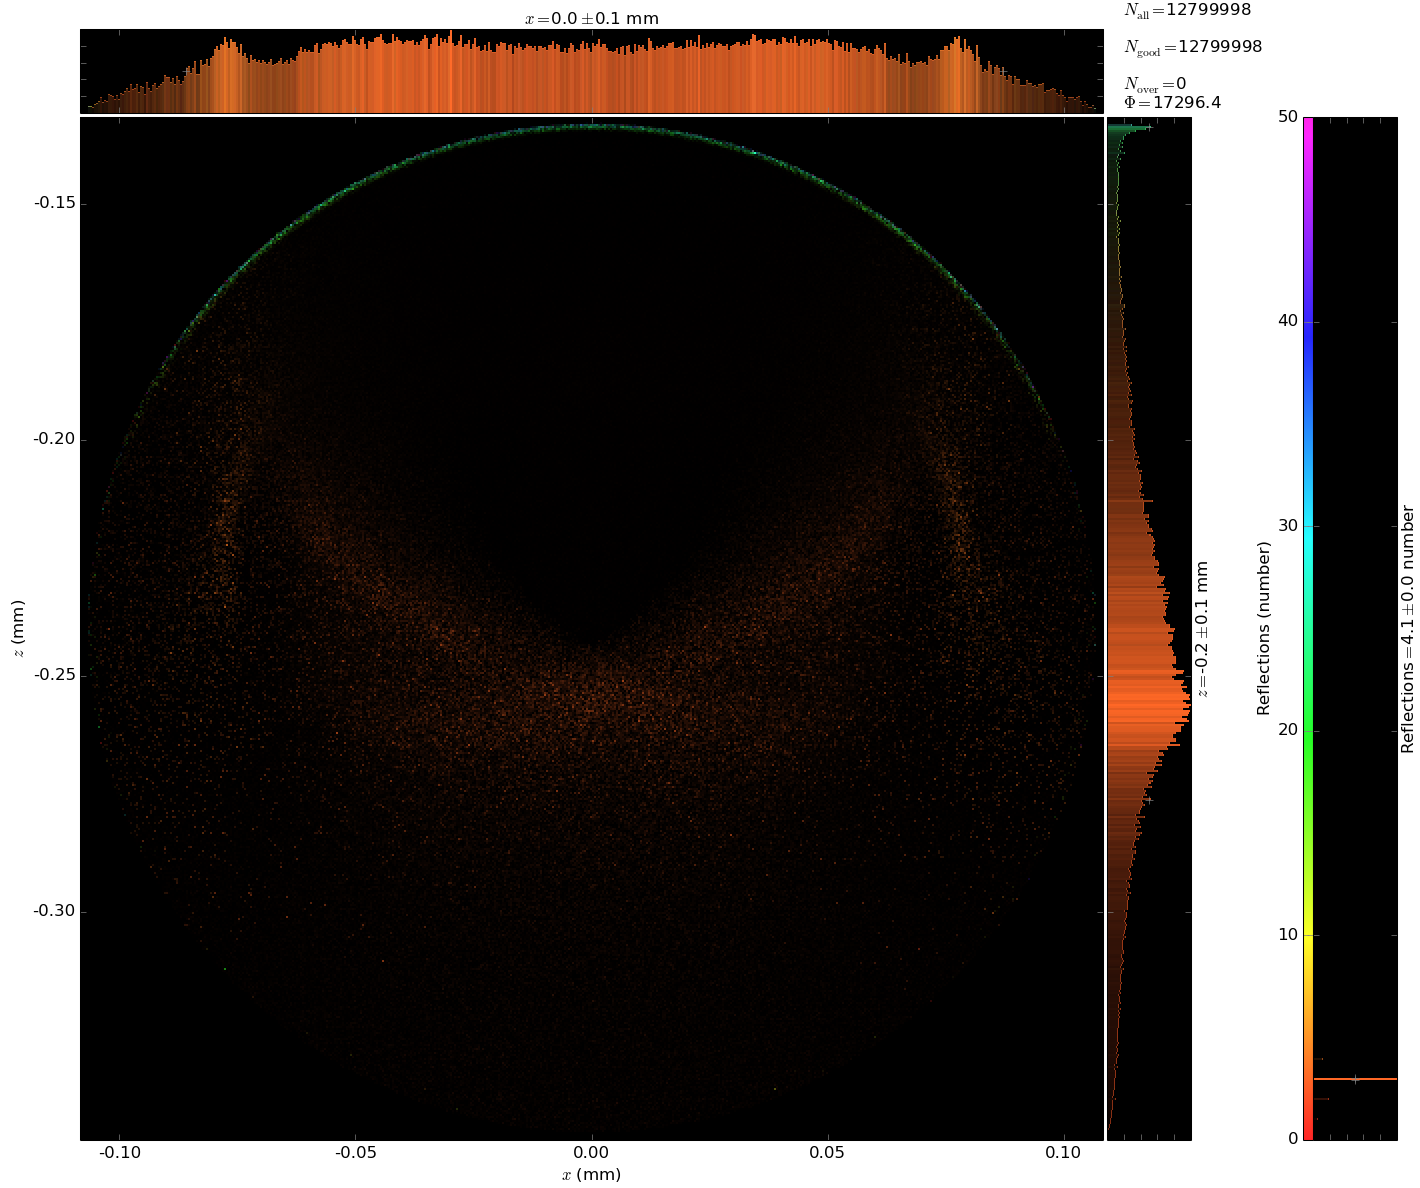 x=0.0 ±0.1 mm
N_all=12799998
N_good=12799998
N_over=0
Φ=17296.4
-0.15
-0.20
-0.25
-0.30
z (mm)
-0.10
-0.05
0.00
0.05
0.10
x (mm)
z=-0.2±0.1 mm
50
40
30
20
10
0
Reflections (number)
Reflections=4.1±0.0 number